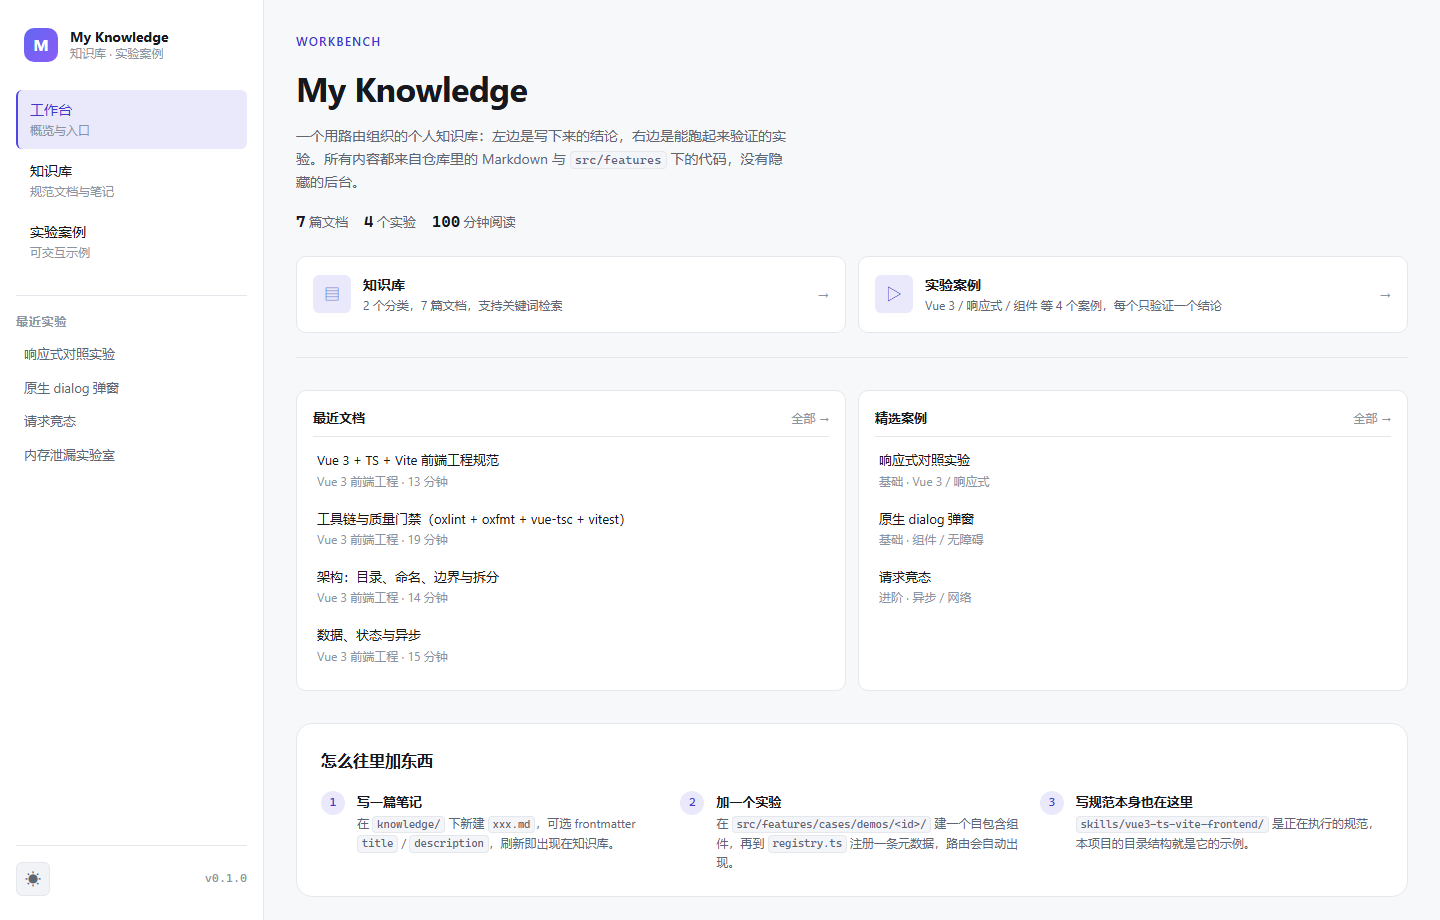 M
My Knowledge
知识库 · 实验案例
工作台
概览与入口
知识库
规范文档与笔记
实验案例
可交互示例
最近实验
响应式对照实验
原生 dialog 弹窗
请求竞态
内存泄漏实验室
v0.1.0
WORKBENCH
My Knowledge
一个用路由组织的个人知识库：左边是写下来的结论，右边是能跑起来验证的实
验。所有内容都来自仓库里的 Markdown 与 src/features 下的代码，没有隐
藏的后台。
7 篇文档 4 个实验 100 分钟阅读
知识库
2 个分类，7 篇文档，支持关键词检索
→
实验案例
Vue 3 / 响应式 / 组件 等 4 个案例，每个只验证一个结论
→
最近文档
全部 →
Vue 3 + TS + Vite 前端工程规范
Vue 3 前端工程 · 13 分钟
工具链与质量门禁（oxlint + oxfmt + vue-tsc + vitest）
Vue 3 前端工程 · 19 分钟
架构：目录、命名、边界与拆分
Vue 3 前端工程 · 14 分钟
数据、状态与异步
Vue 3 前端工程 · 15 分钟
精选案例
全部 →
响应式对照实验
基础 · Vue 3 / 响应式
原生 dialog 弹窗
基础 · 组件 / 无障碍
请求竞态
进阶 · 异步 / 网络
怎么往里加东西
1
写一篇笔记
在 knowledge/ 下新建 xxx.md，可选 frontmatter
title / description，刷新即出现在知识库。
2
加一个实验
在 src/features/cases/demos/<id>/ 建一个自包含组
件，再到 registry.ts 注册一条元数据，路由会自动出
现。
3
写规范本身也在这里
skills/vue3-ts-vite-frontend/ 是正在执行的规范，
本项目的目录结构就是它的示例。